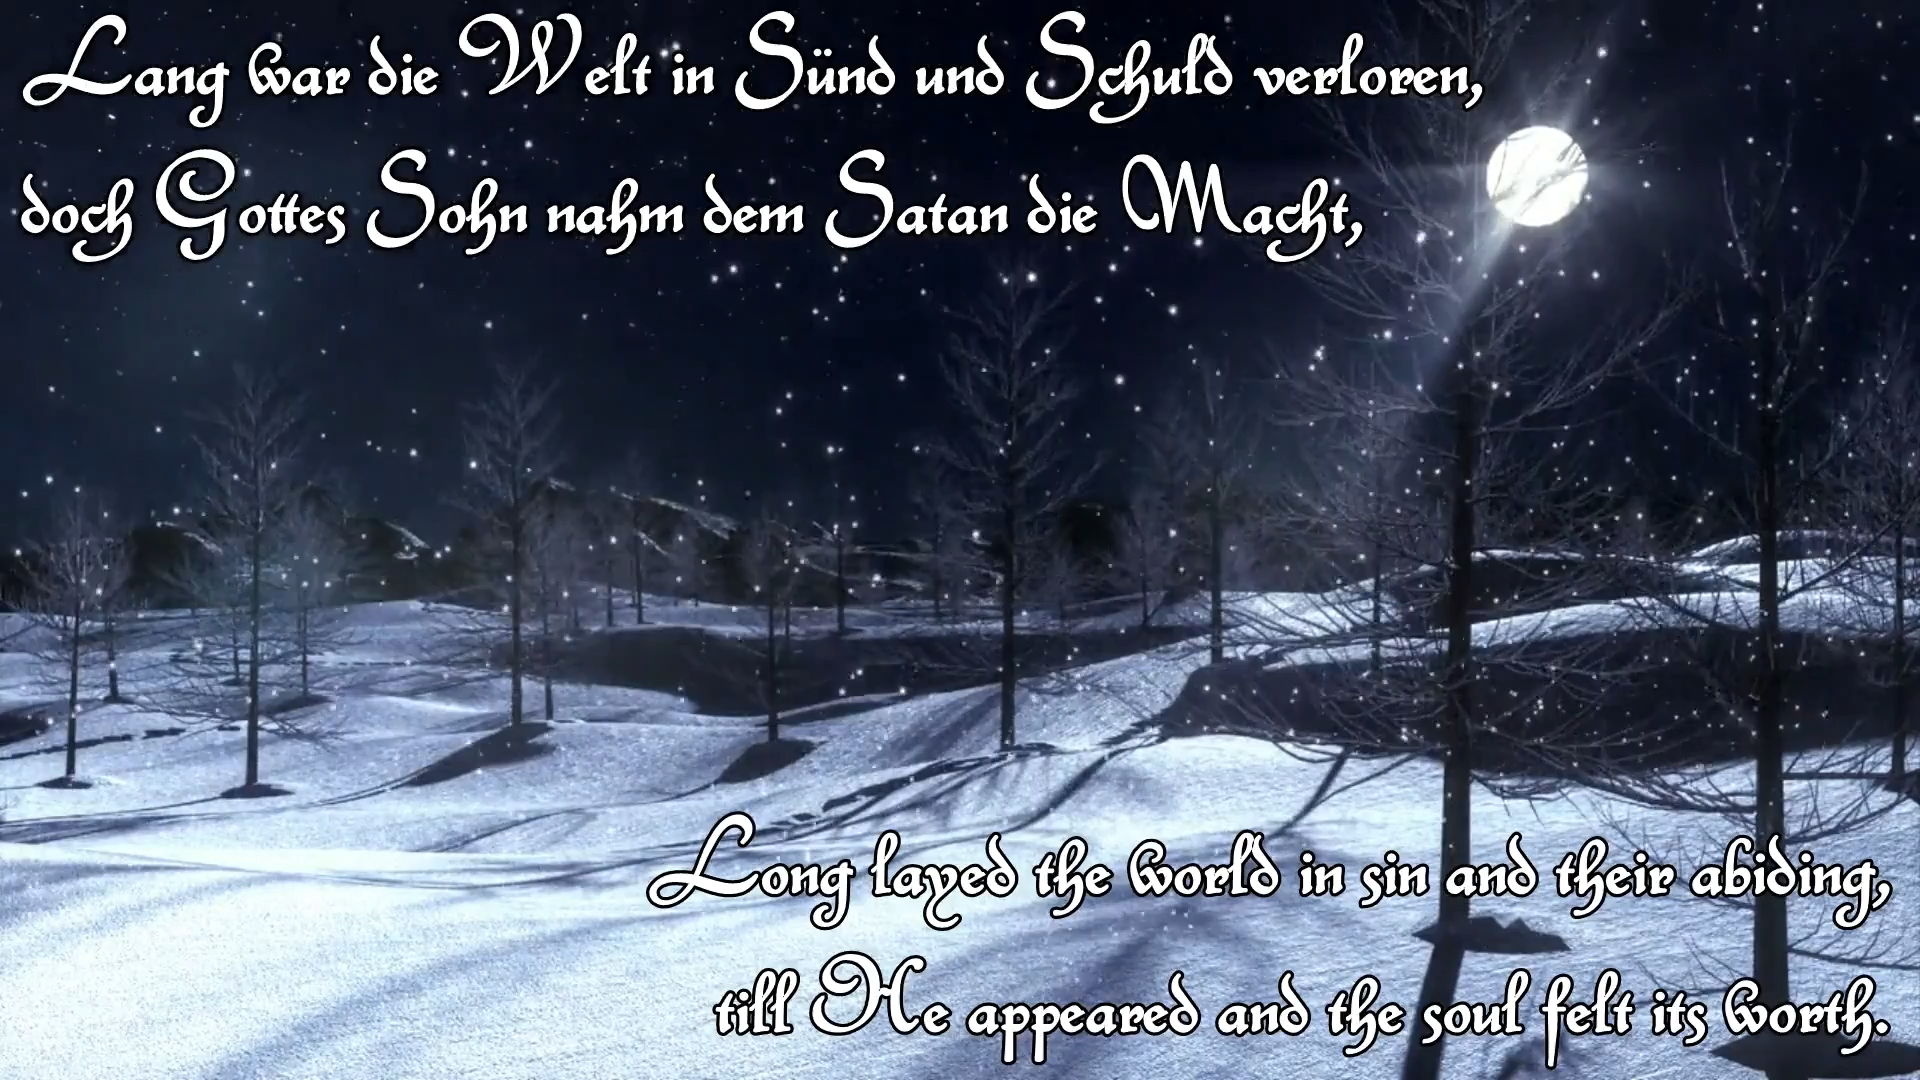 Lang war die Welt in Sünd und Schuld verloren,
doch Gottes Sohn nahm dem Satan die Macht,
Long layed the world in sin and their abiding,
till He appeared and the soul felt its worth.